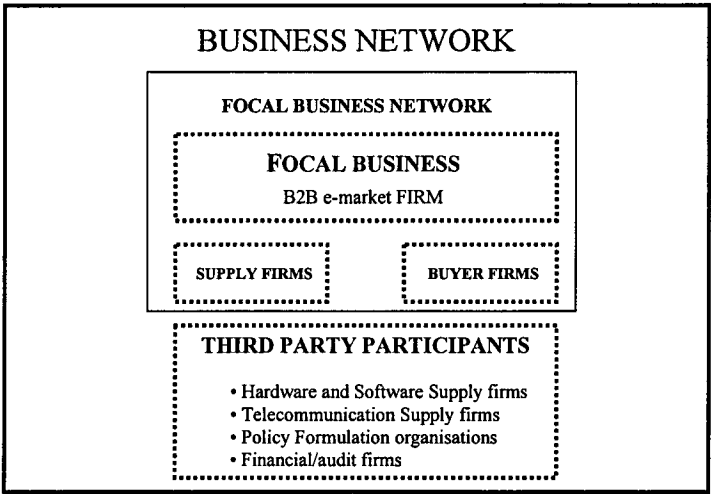 BUSINESS NETWORK
FOCAL BUSINESS NETWORK
FOCAL BUSINESS
B2B e-market FIRM
SUPPLY FIRMS
BUYER FIRMS
THIRD PARTY PARTICIPANTS
• Hardware and Software Supply firms
• Telecommunication Supply firms
• Policy Formulation organisations
• Financial/audit firms